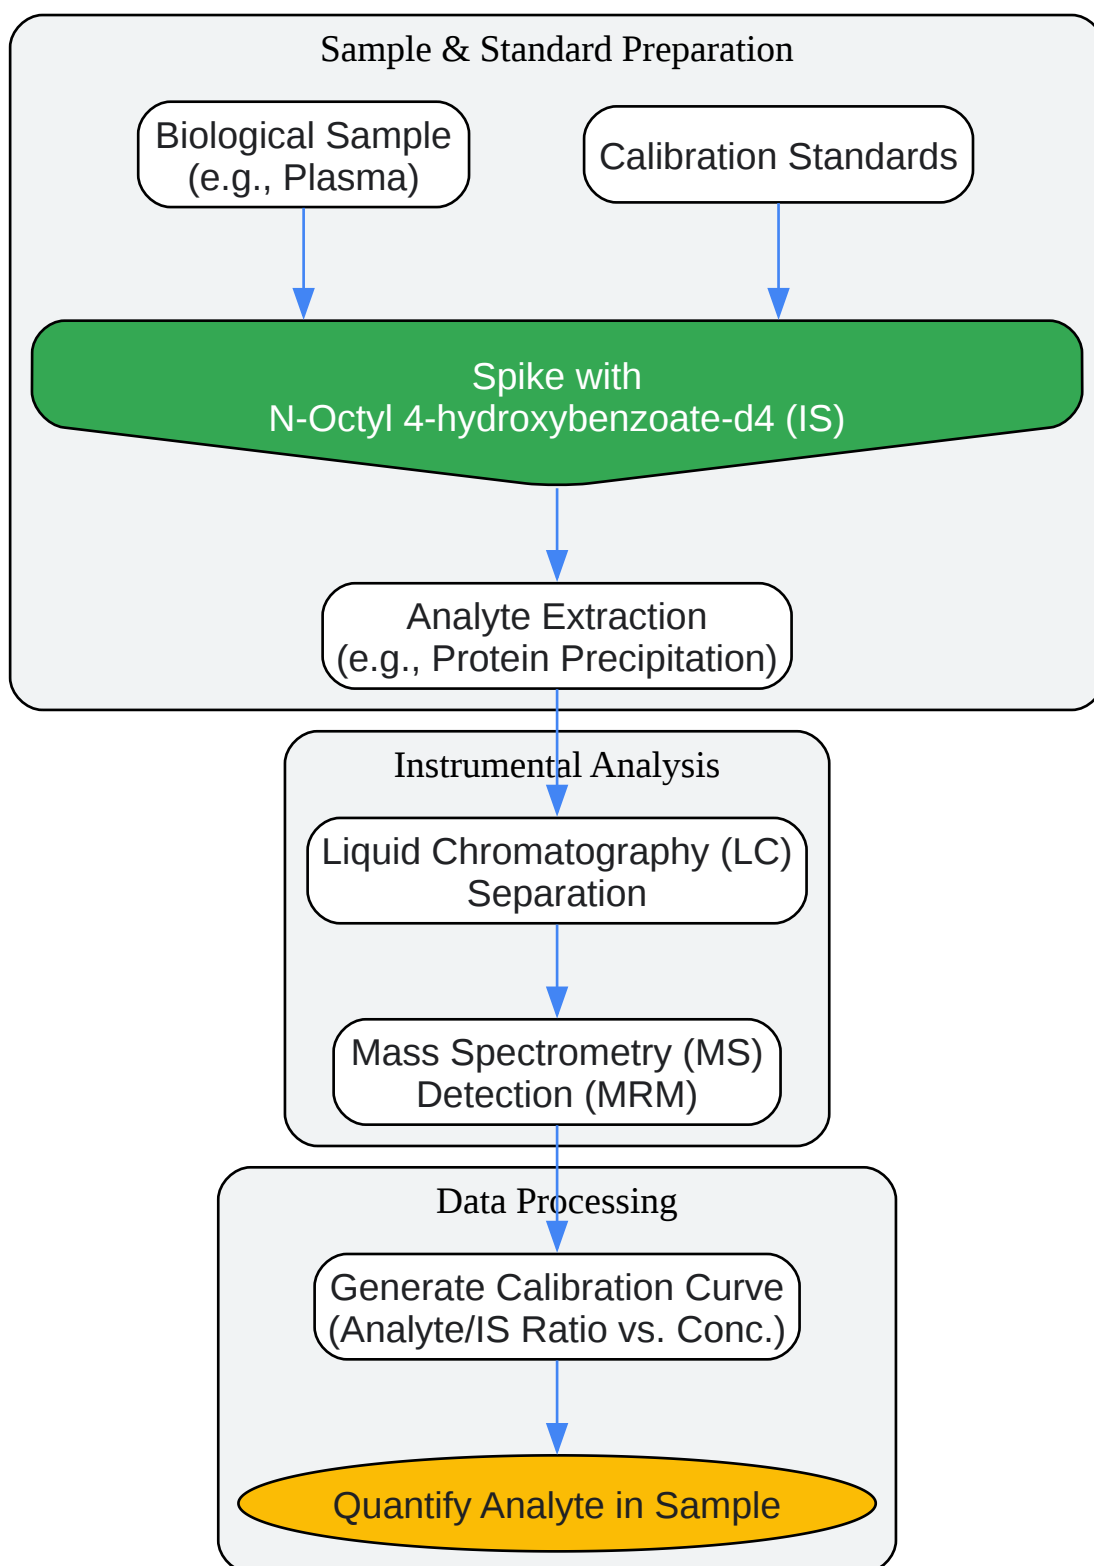 Sample & Standard Preparation
Biological Sample
(e.g., Plasma)
Calibration Standards
Spike with
N-Octyl 4-hydroxybenzoate-d4 (IS)
Analyte Extraction
(e.g., Protein Precipitation)
Instrumental Analysis
Liquid Chromatography (LC)
Separation
Mass Spectrometry (MS)
Detection (MRM)
Data Processing
Generate Calibration Curve
(Analyte/IS Ratio vs. Conc.)
Quantify Analyte in Sample